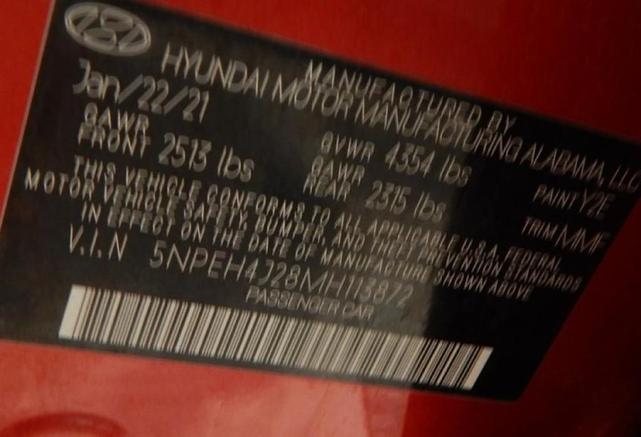 MANUFACTURED BY
HYUNDAI MOTOR MANUFACTURING ALABAMA, LLC
Jan/22/21
GAWR FRONT 2513 lbs
GVWR 4354 lbs
GAWR REAR 2315 lbs
PAINT Y2E
TRIM MMF
THIS VEHICLE CONFORMS TO ALL APPLICABLE U.S.A. FEDERAL
MOTOR VEHICLE SAFETY, BUMPER, AND THEFT PREVENTION STANDARDS
IN EFFECT ON THE DATE OF MANUFACTURE SHOWN ABOVE
V.I.N 5NPEH4J28MH113872
PASSENGER CAR